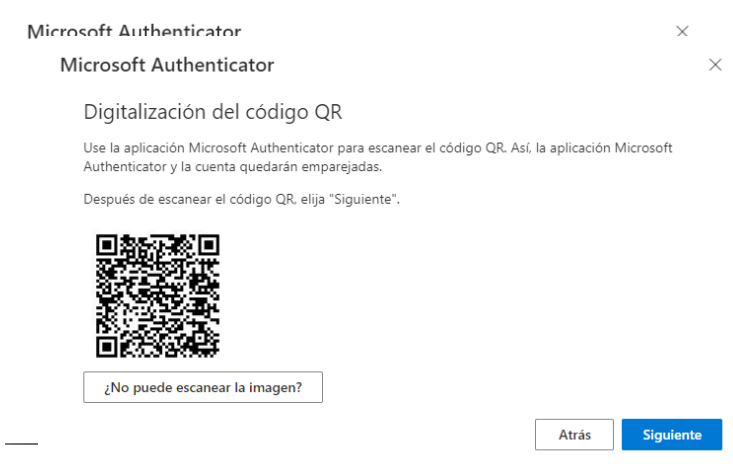 Microsoft Authenticator
Microsoft Authenticator
Digitalización del código QR
Use la aplicación Microsoft Authenticator para escanear el código QR. Así, la aplicación Microsoft
Authenticator y la cuenta quedarán emparejadas.
Después de escanear el código QR, elija "Siguiente".
¿No puede escanear la imagen?
Atrás
Siguiente